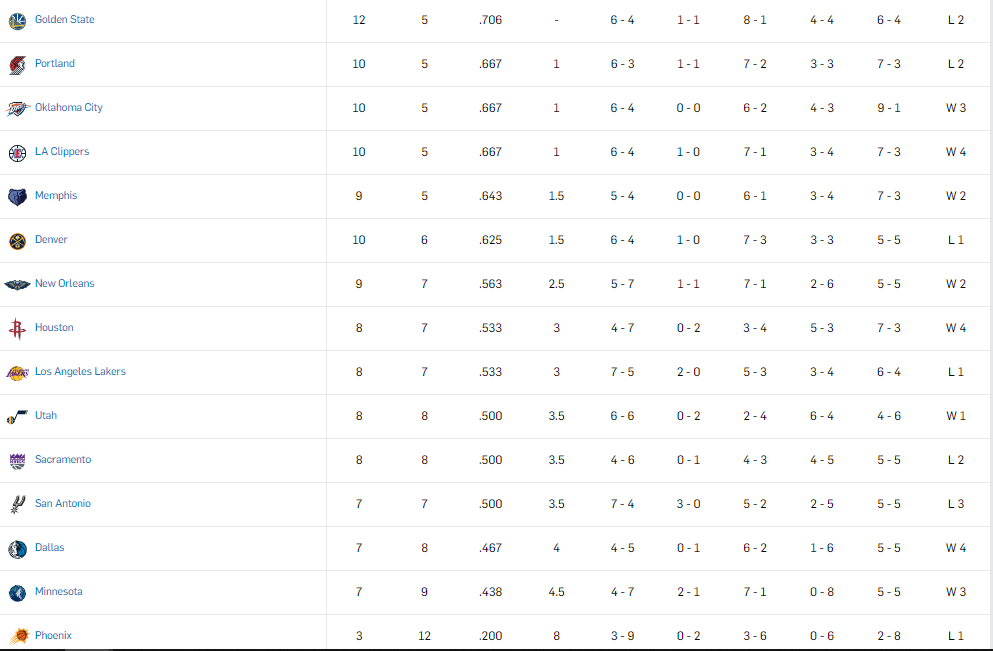 Golden State 12 5 .706 - 6 - 4 1 - 1 8 - 1 4 - 4 6 - 4 L 2
Portland 10 5 .667 1 6 - 3 1 - 1 7 - 2 3 - 3 7 - 3 L 2
Oklahoma City 10 5 .667 1 6 - 4 0 - 0 6 - 2 4 - 3 9 - 1 W 3
LA Clippers 10 5 .667 1 6 - 4 1 - 0 7 - 1 3 - 4 7 - 3 W 4
Memphis 9 5 .643 1.5 5 - 4 0 - 0 6 - 1 3 - 4 7 - 3 W 2
Denver 10 6 .625 1.5 6 - 4 1 - 0 7 - 3 3 - 3 5 - 5 L 1
New Orleans 9 7 .563 2.5 5 - 7 1 - 1 7 - 1 2 - 6 5 - 5 W 2
Houston 8 7 .533 3 4 - 7 0 - 2 3 - 4 5 - 3 7 - 3 W 4
Los Angeles Lakers 8 7 .533 3 7 - 5 2 - 0 5 - 3 3 - 4 6 - 4 L 1
Utah 8 8 .500 3.5 6 - 6 0 - 2 2 - 4 6 - 4 4 - 6 W 1
Sacramento 8 8 .500 3.5 4 - 6 0 - 1 4 - 3 4 - 5 5 - 5 L 2
San Antonio 7 7 .500 3.5 7 - 4 3 - 0 5 - 2 2 - 5 5 - 5 L 3
Dallas 7 8 .467 4 4 - 5 0 - 1 6 - 2 1 - 6 5 - 5 W 4
Minnesota 7 9 .438 4.5 4 - 7 2 - 1 7 - 1 0 - 8 5 - 5 W 3
Phoenix 3 12 .200 8 3 - 9 0 - 2 3 - 6 0 - 6 2 - 8 L 1